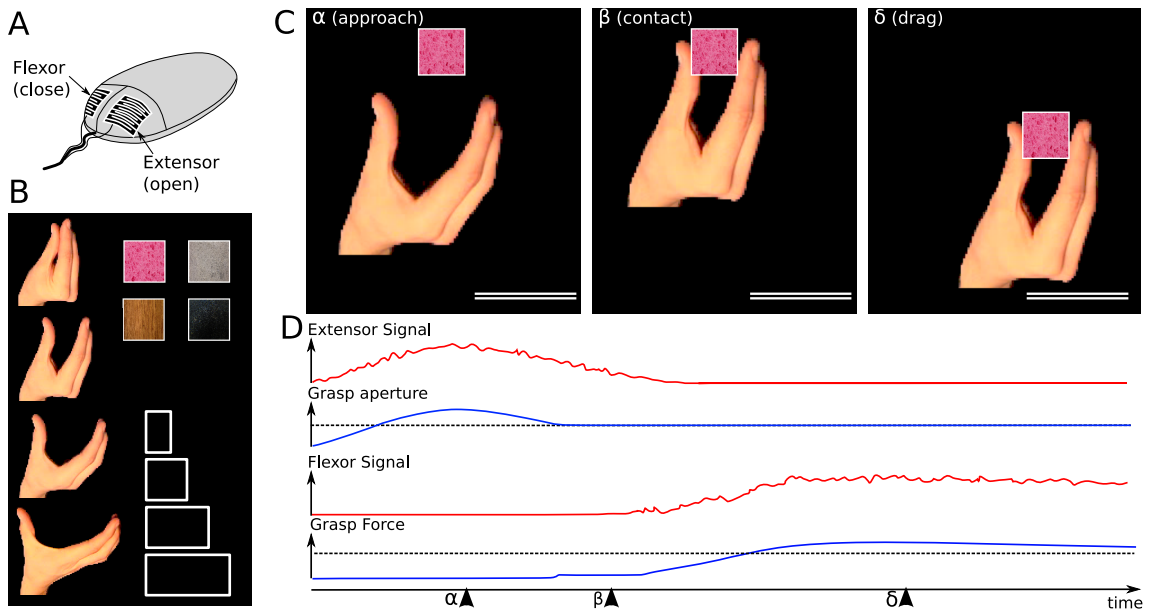 A
Flexor
(close)
Extensor
(open)
B
C
α (approach)
β (contact)
δ (drag)
D
Extensor Signal
Grasp aperture
Flexor Signal
Grasp Force
α
β
δ
time